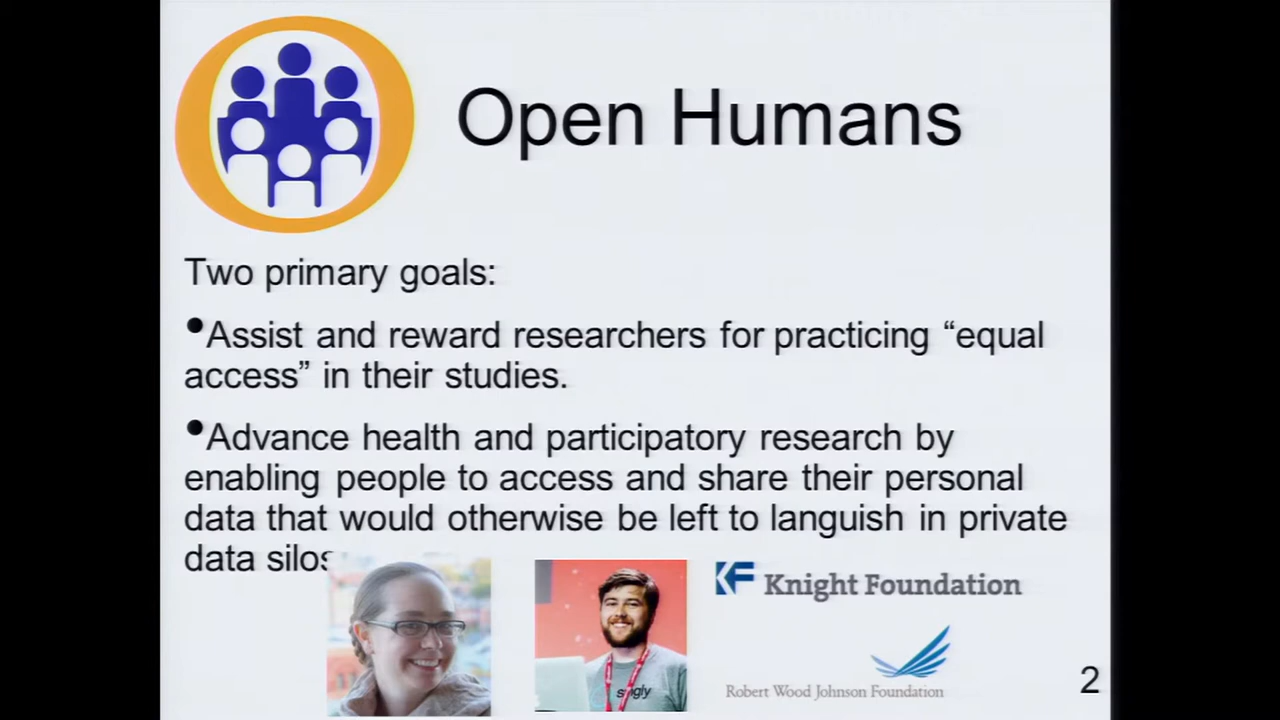 Open Humans
Two primary goals:
•Assist and reward researchers for practicing “equal
access” in their studies.
•Advance health and participatory research by
enabling people to access and share their personal
data that would otherwise be left to languish in private
data silos
KF Knight Foundation
singly
Robert Wood Johnson Foundation
2